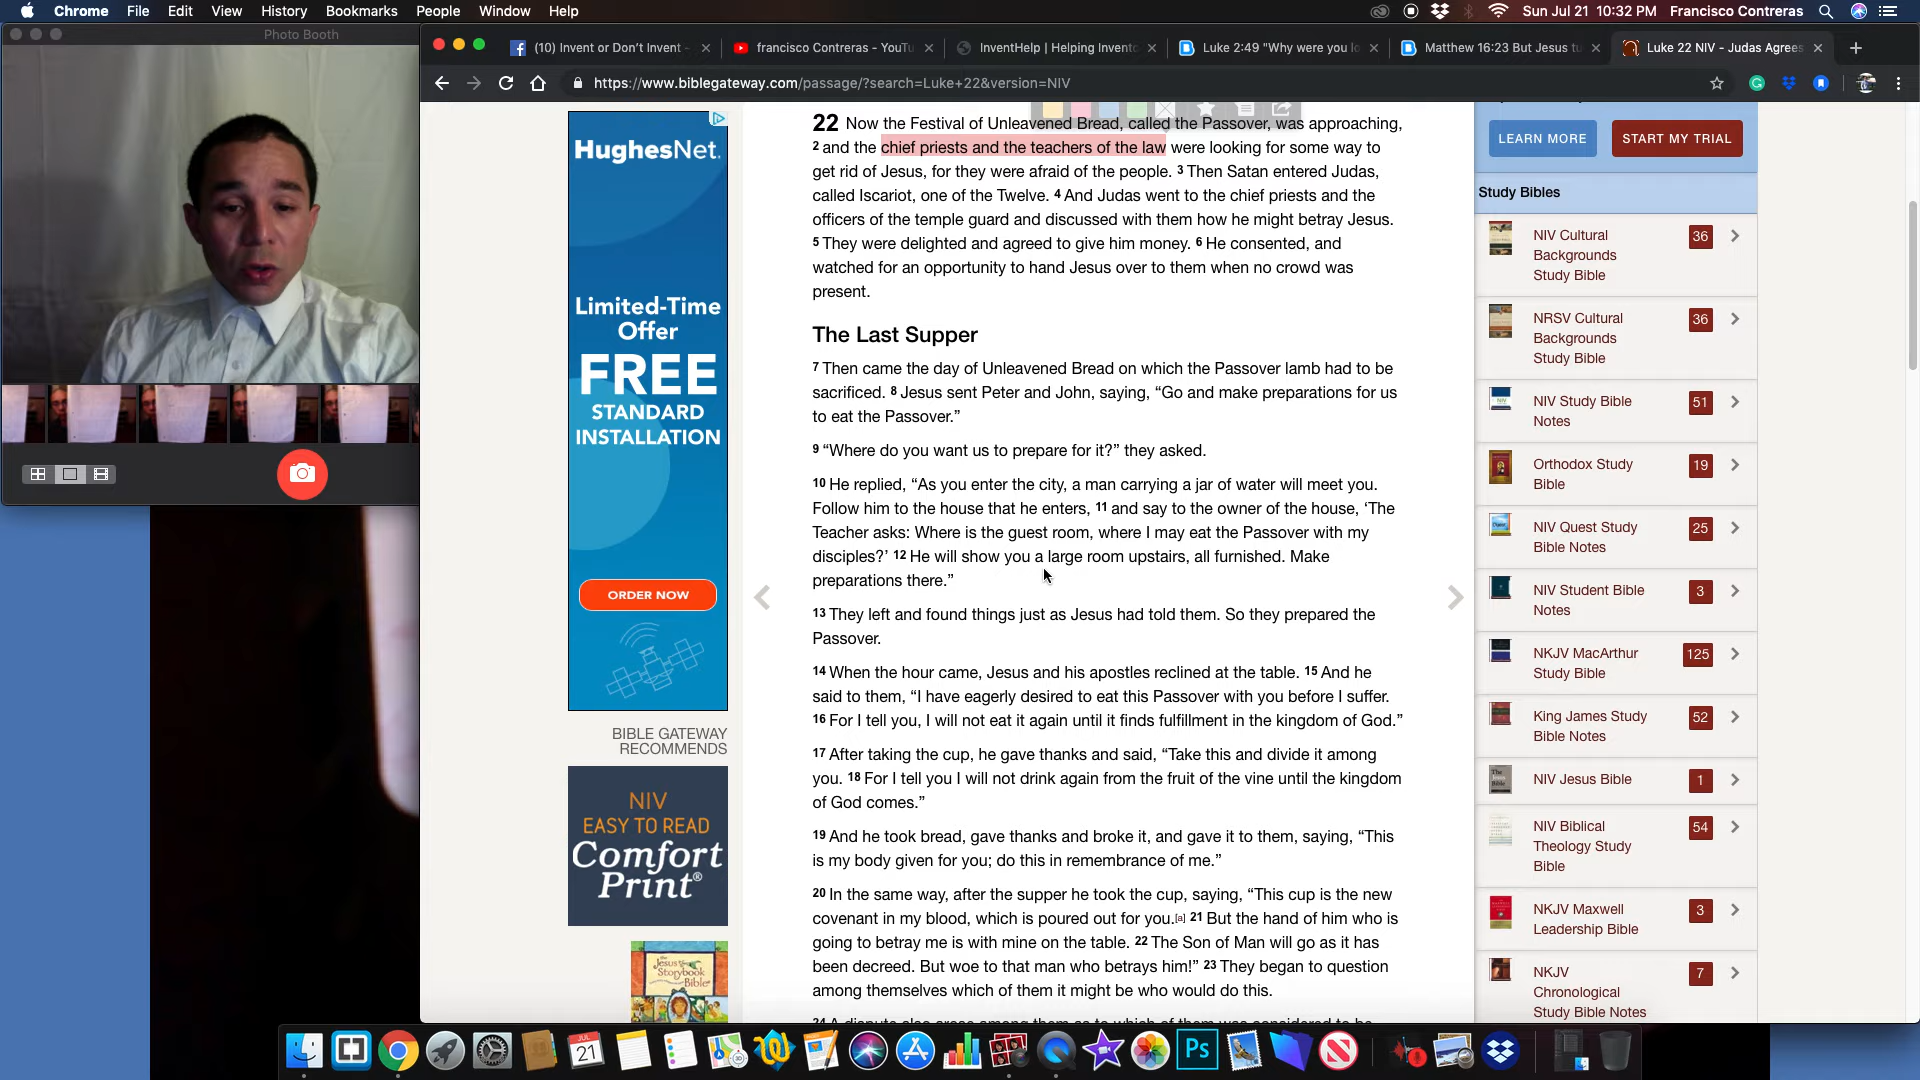 Chrome File Edit View History Bookmarks People Window Help
Sun Jul 21 10:32 PM Francisco Contreras
Photo Booth
(10) Invent or Don't Invent -
francisco Contreras - YouTu
InventHelp | Helping Invento
Luke 2:49 "Why were you lo
Matthew 16:23 But Jesus tu
Luke 22 NIV - Judas Agrees
https://www.biblegateway.com/passage/?search=Luke+22&version=NIV
HughesNet.
Limited-Time
Offer
FREE
STANDARD
INSTALLATION
ORDER NOW
BIBLE GATEWAY
RECOMMENDS
NIV
EASY TO READ
Comfort
Print®
the
Jesus
Storybook
Bible
22 Now the Festival of Unleavened Bread, called the Passover, was approaching,
2 and the chief priests and the teachers of the law were looking for some way to
get rid of Jesus, for they were afraid of the people. 3 Then Satan entered Judas,
called Iscariot, one of the Twelve. 4 And Judas went to the chief priests and the
officers of the temple guard and discussed with them how he might betray Jesus.
5 They were delighted and agreed to give him money. 6 He consented, and
watched for an opportunity to hand Jesus over to them when no crowd was
present.
The Last Supper
7 Then came the day of Unleavened Bread on which the Passover lamb had to be
sacrificed. 8 Jesus sent Peter and John, saying, “Go and make preparations for us
to eat the Passover.”
9 “Where do you want us to prepare for it?” they asked.
10 He replied, “As you enter the city, a man carrying a jar of water will meet you.
Follow him to the house that he enters, 11 and say to the owner of the house, ‘The
Teacher asks: Where is the guest room, where I may eat the Passover with my
disciples?’ 12 He will show you a large room upstairs, all furnished. Make
preparations there.”
13 They left and found things just as Jesus had told them. So they prepared the
Passover.
14 When the hour came, Jesus and his apostles reclined at the table. 15 And he
said to them, “I have eagerly desired to eat this Passover with you before I suffer.
16 For I tell you, I will not eat it again until it finds fulfillment in the kingdom of God.”
17 After taking the cup, he gave thanks and said, “Take this and divide it among
you. 18 For I tell you I will not drink again from the fruit of the vine until the kingdom
of God comes.”
19 And he took bread, gave thanks and broke it, and gave it to them, saying, “This
is my body given for you; do this in remembrance of me.”
20 In the same way, after the supper he took the cup, saying, “This cup is the new
covenant in my blood, which is poured out for you.[a] 21 But the hand of him who is
going to betray me is with mine on the table. 22 The Son of Man will go as it has
been decreed. But woe to that man who betrays him!” 23 They began to question
among themselves which of them it might be who would do this.
24 A dispute also arose among them as to which of them was considered to be
LEARN MORE
START MY TRIAL
Study Bibles
NIV Cultural
Backgrounds
Study Bible
36
NRSV Cultural
Backgrounds
Study Bible
36
NIV Study Bible
Notes
51
Orthodox Study
Bible
19
NIV Quest Study
Bible Notes
25
NIV Student Bible
Notes
3
NKJV MacArthur
Study Bible
125
King James Study
Bible Notes
52
NIV Jesus Bible
1
NIV Biblical
Theology Study
Bible
54
NKJV Maxwell
Leadership Bible
3
NKJV
Chronological
Study Bible Notes
7
JUL
21
Ps